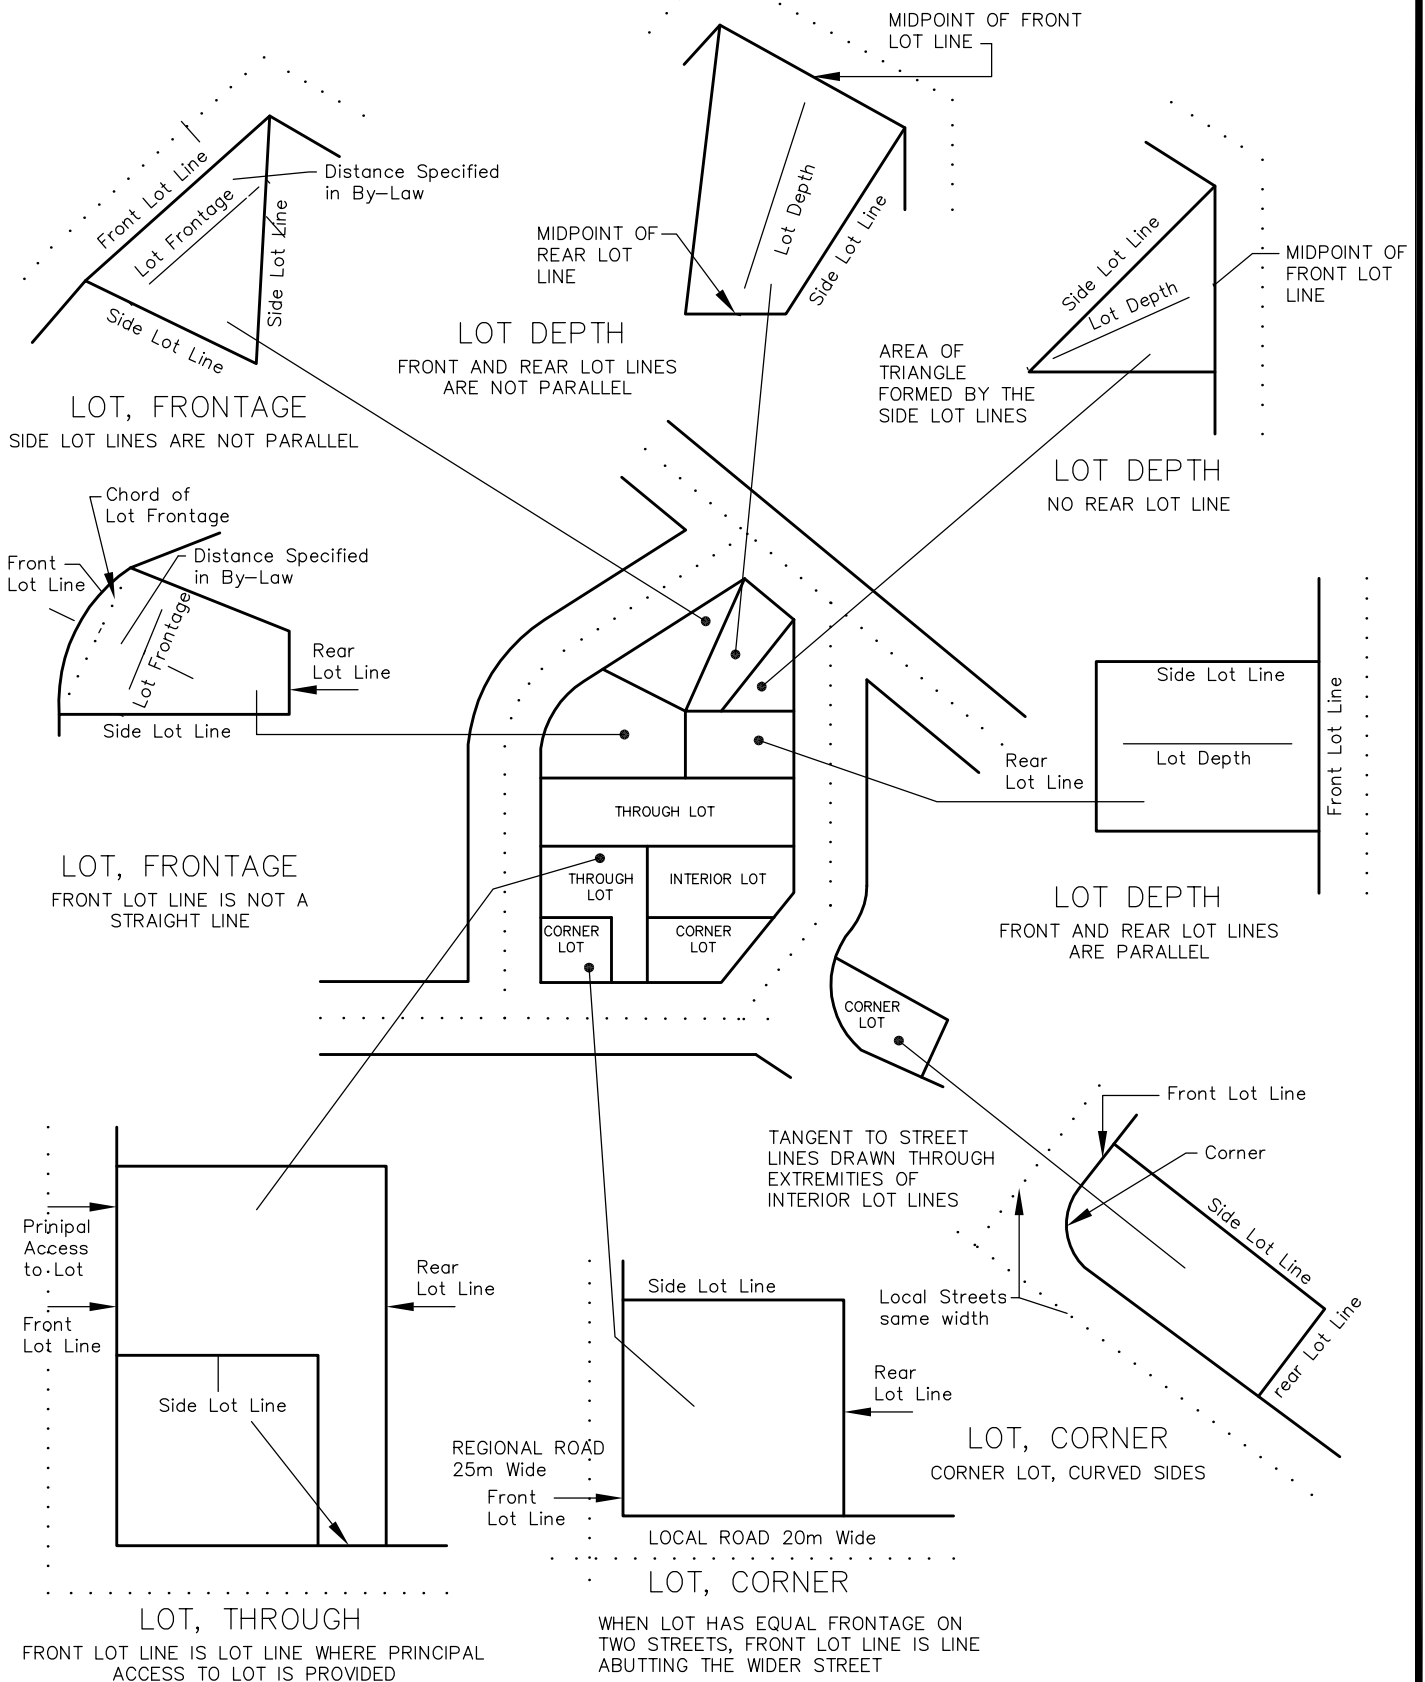 MIDPOINT OF FRONT
LOT LINE
Front Lot Line
Lot Frontage
Distance Specified
in By-Law
Side Lot Line
Side Lot Line
LOT, FRONTAGE
SIDE LOT LINES ARE NOT PARALLEL
Lot Depth
Side Lot Line
MIDPOINT OF
REAR LOT
LINE
LOT DEPTH
FRONT AND REAR LOT LINES
ARE NOT PARALLEL
Side Lot Line
Lot Depth
MIDPOINT OF
FRONT LOT
LINE
AREA OF
TRIANGLE
FORMED BY THE
SIDE LOT LINES
LOT DEPTH
NO REAR LOT LINE
Chord of
Lot Frontage
Front
Lot Line
Distance Specified
in By-Law
Lot Frontage
Rear
Lot Line
Side Lot Line
LOT, FRONTAGE
FRONT LOT LINE IS NOT A
STRAIGHT LINE
THROUGH LOT
THROUGH
LOT
INTERIOR LOT
CORNER
LOT
CORNER
LOT
CORNER
LOT
Side Lot Line
Lot Depth
Front Lot Line
Rear
Lot Line
LOT DEPTH
FRONT AND REAR LOT LINES
ARE PARALLEL
Prinipal
Access
to Lot
Front
Lot Line
Rear
Lot Line
Side Lot Line
LOT, THROUGH
FRONT LOT LINE IS LOT LINE WHERE PRINCIPAL
ACCESS TO LOT IS PROVIDED
Side Lot Line
Rear
Lot Line
REGIONAL ROAD
25m Wide
Front
Lot Line
LOCAL ROAD 20m Wide
LOT, CORNER
WHEN LOT HAS EQUAL FRONTAGE ON
TWO STREETS, FRONT LOT LINE IS LINE
ABUTTING THE WIDER STREET
TANGENT TO STREET
LINES DRAWN THROUGH
EXTREMITIES OF
INTERIOR LOT LINES
Front Lot Line
Corner
Side Lot Line
rear Lot Line
Local Streets
same width
LOT, CORNER
CORNER LOT, CURVED SIDES